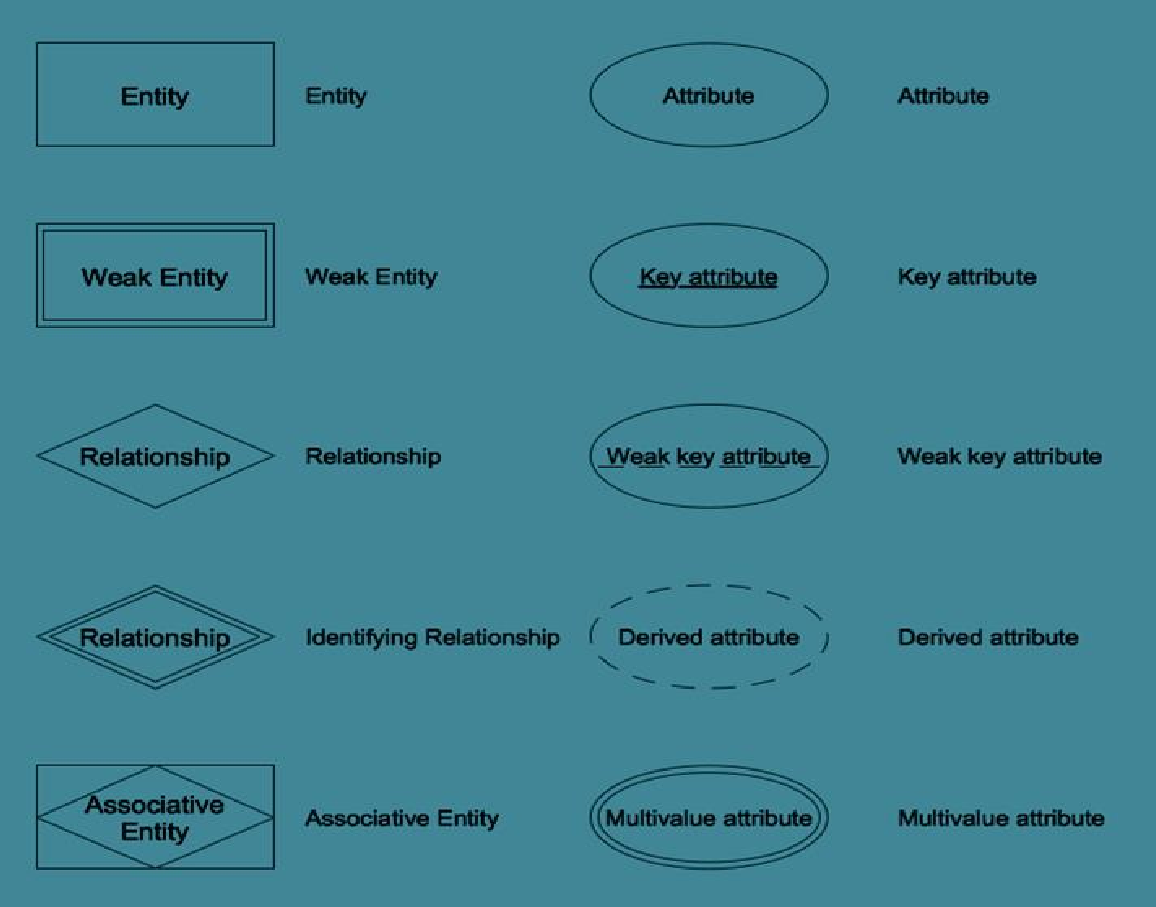 Entity
Entity
Attribute
Attribute
Weak Entity
Weak Entity
Key attribute
Key attribute
Relationship
Relationship
Weak key attribute
Weak key attribute
Relationship
Identifying Relationship
Derived attribute
Derived attribute
Associative
Entity
Associative Entity
Multivalue attribute
Multivalue attribute